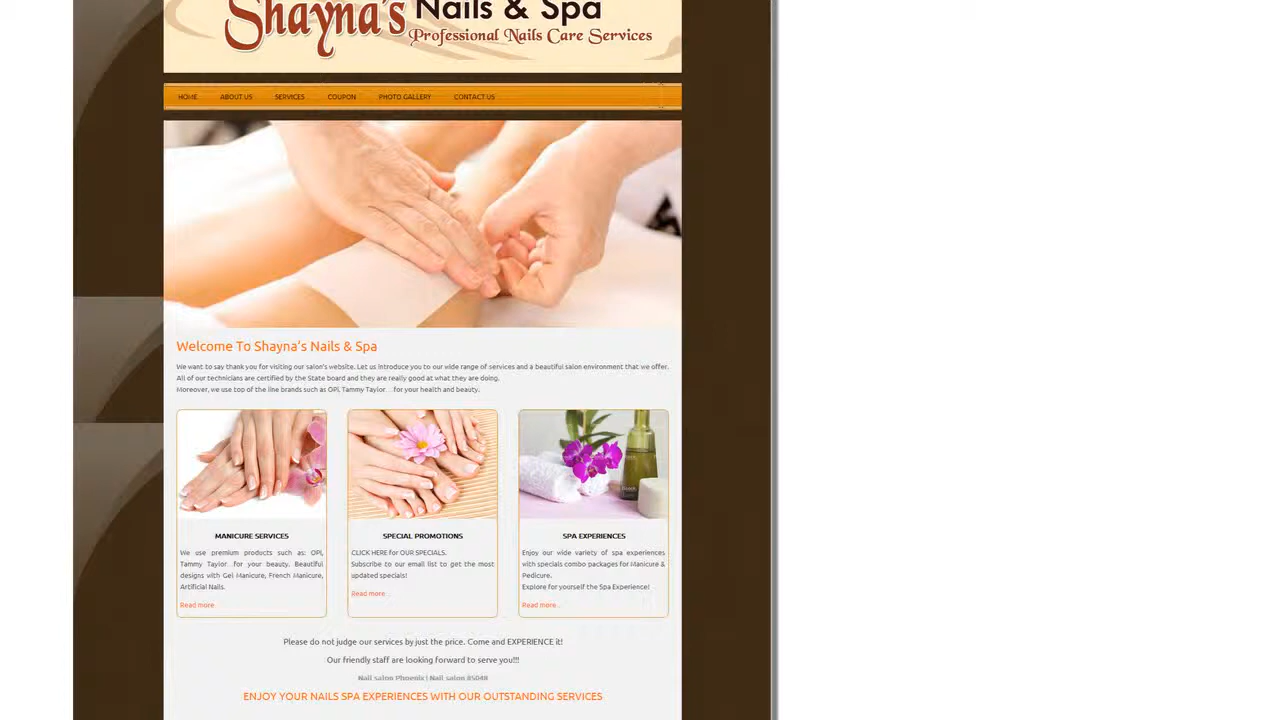 Shayna's Nails & Spa
Professional Nails Care Services
HOME ABOUT US SERVICES COUPON PHOTO GALLERY CONTACT US
Welcome To Shayna's Nails & Spa
We want to say thank you for visiting our salon's website. Let us introduce you to our wide range of services and a beautiful salon environment that we offer.
All of our technicians are certified by the State board and they are really good at what they are doing.
Moreover, we use top of the line brands such as OPI, Tammy Taylor…for your health and beauty.
MANICURE SERVICES
We use premium products such as: OPI,
Tammy Taylor…for your beauty. Beautiful
designs with Gel Manicure, French Manicure,
Artificial Nails.
Read more
SPECIAL PROMOTIONS
CLICK HERE for OUR SPECIALS.
Subscribe to our email list to get the most
updated specials!
Read more…
SPA EXPERIENCES
Enjoy our wide variety of spa experiences
with specials combo packages for Manicure &
Pedicure.
Explore for yourself the Spa Experience!
Read more…
Please do not judge our services by just the price. Come and EXPERIENCE it!
Our friendly staff are looking forward to serve you!!!
Nail salon Phoenix | Nail salon 85048
ENJOY YOUR NAILS SPA EXPERIENCES WITH OUR OUTSTANDING SERVICES